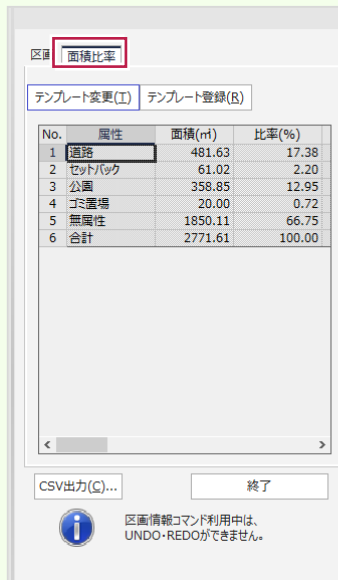 区画 面積比率
テンプレート変更(T) テンプレート登録(R)
No. 属性 面積(㎡) 比率(%)
1 道路 481.63 17.38
2 セットバック 61.02 2.20
3 公園 358.85 12.95
4 ゴミ置場 20.00 0.72
5 無属性 1850.11 66.75
6 合計 2771.61 100.00
CSV出力(C)... 終了
区画情報コマンド利用中は、
UNDO・REDOができません。